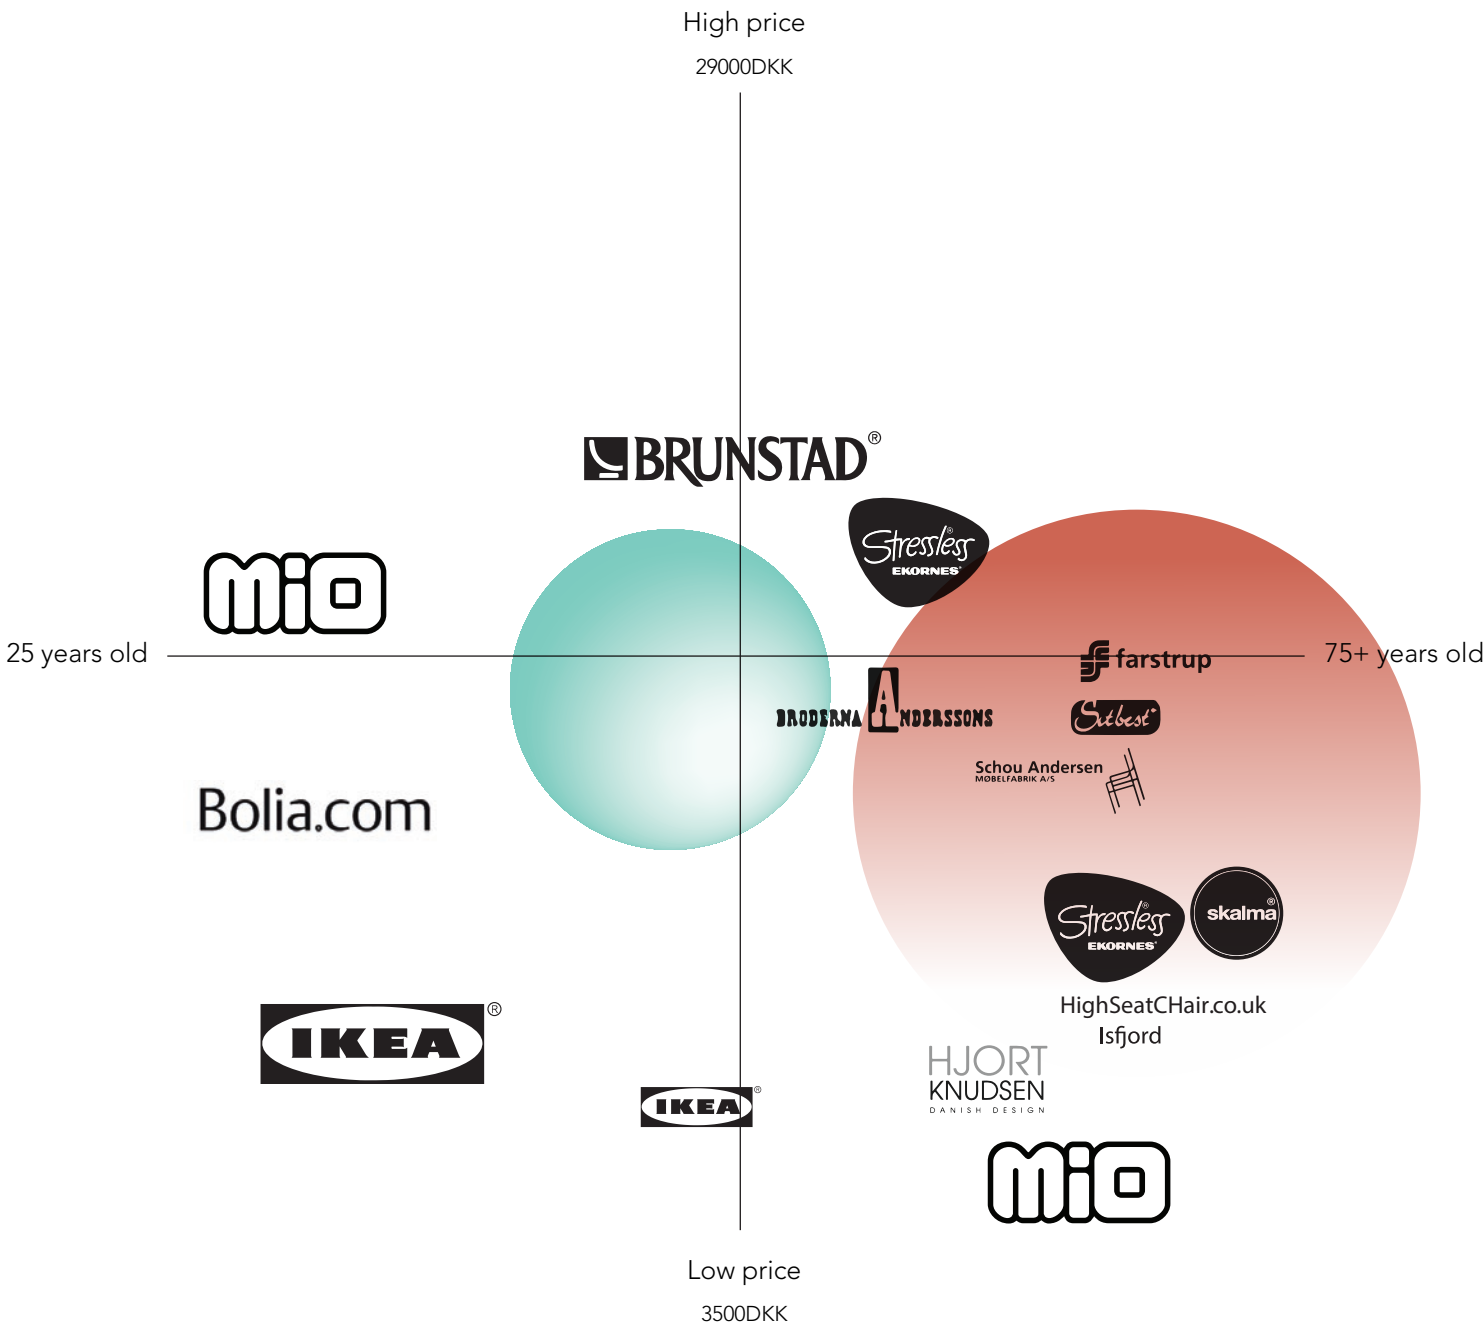 High price
29000DKK
BRUNSTAD®
Stressless®
EKORNES®
mio
25 years old
75+ years old
farstrup
BRODERNA ANDERSSONS
Sitbest
Schou Andersen
MØBELFABRIK A/S
Bolia.com
Stressless®
EKORNES®
skalma®
HighSeatCHair.co.uk
Isfjord
IKEA®
HJORT
KNUDSEN
DANISH DESIGN
IKEA®
mio
Low price
3500DKK